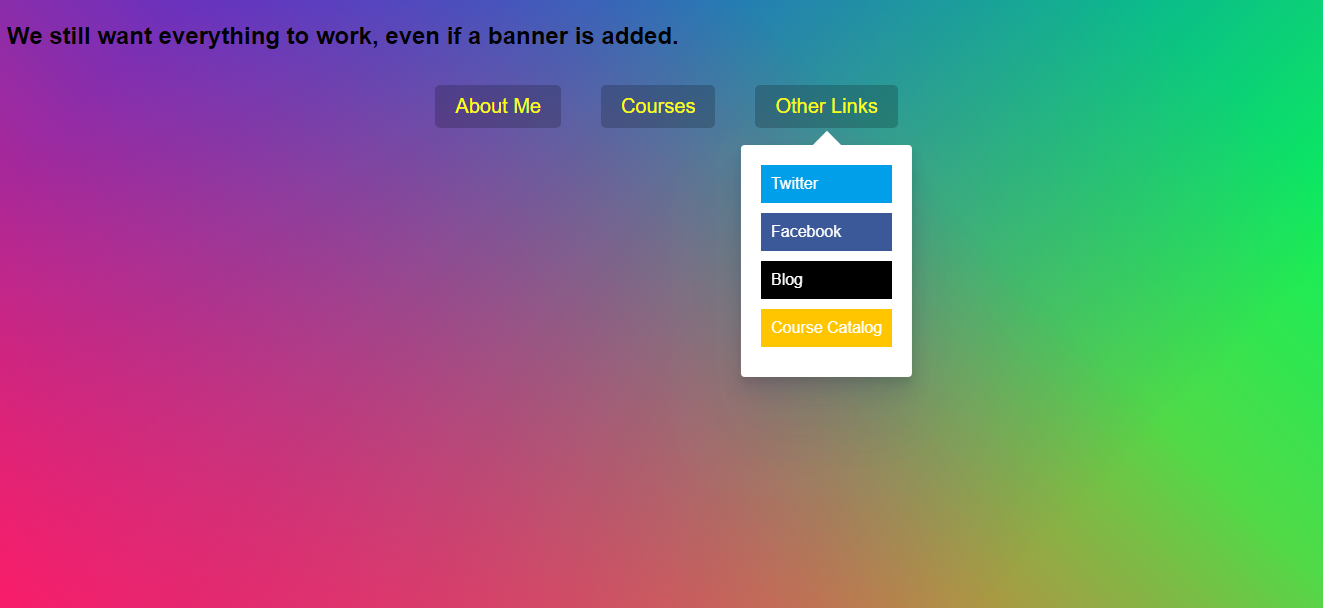 We still want everything to work, even if a banner is added.
About Me Courses Other Links
Twitter
Facebook
Blog
Course Catalog